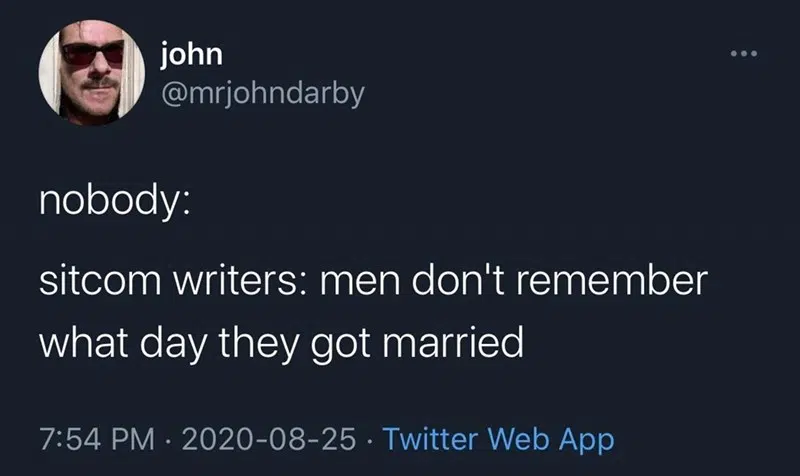 john
@mrjohndarby
nobody:
sitcom writers: men don't remember
what day they got married
7:54 PM · 2020-08-25 · Twitter Web App